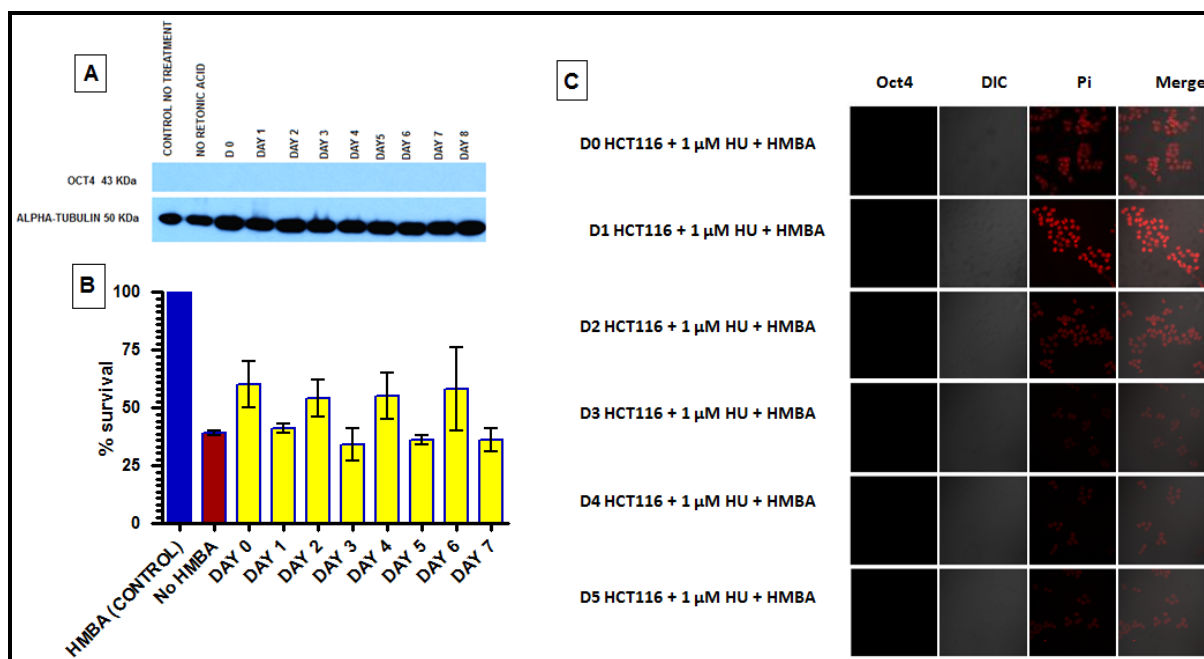 A
CONTROL NO TREATMENT
NO RETONIC ACID
D 0
DAY 1
DAY 2
DAY 3
DAY 4
DAY5
DAY 6
DAY 7
DAY 8
OCT4 43 KDa
ALPHA-TUBULIN 50 KDa
B
% survival
100
75
50
25
0
HMBA (CONTROL)
No HMBA
DAY 0
DAY 1
DAY 2
DAY 3
DAY 4
DAY 5
DAY 6
DAY 7
C
Oct4 DIC Pi Merge
D0 HCT116 + 1 µM HU + HMBA
D1 HCT116 + 1 µM HU + HMBA
D2 HCT116 + 1 µM HU + HMBA
D3 HCT116 + 1 µM HU + HMBA
D4 HCT116 + 1 µM HU + HMBA
D5 HCT116 + 1 µM HU + HMBA